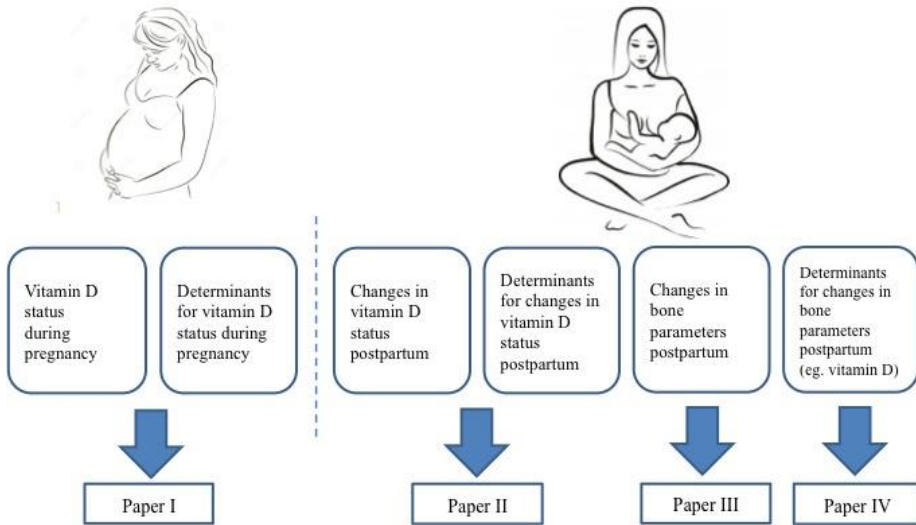 Vitamin D
status
during
pregnancy
Determinants
for vitamin D
status during
pregnancy
Changes in
vitamin D
status
postpartum
Determinants
for changes in
vitamin D
status
postpartum
Changes in
bone
parameters
postpartum
Determinants
for changes in
bone
parameters
postpartum
(eg. vitamin D)
Paper I
Paper II
Paper III
Paper IV